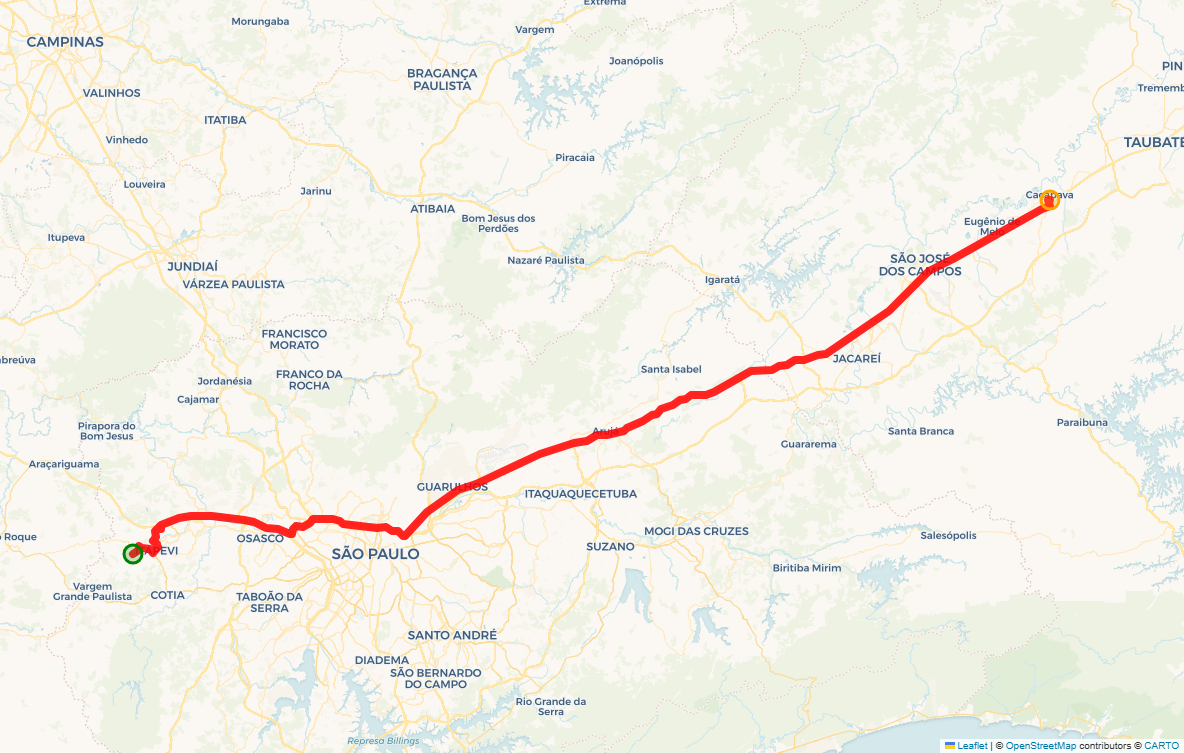 Extrema
Morungaba
Vargem
CAMPINAS
Joanópolis
BRAGANÇA
PAULISTA
VALINHOS
ITATIBA
TAUBATÉ
Vinhedo
Piracaia
Louveira
Jarinu
ATIBAIA
Bom Jesus dos
Perdões
Eugênio de
Melo
Itupeva
Nazaré Paulista
JUNDIAÍ
VÁRZEA PAULISTA
SÃO JOSÉ
DOS CAMPOS
Igaratá
FRANCISCO
MORATO
JACAREÍ
Santa Isabel
FRANCO DA
ROCHA
Jordanésia
Cajamar
Pirapora do
Bom Jesus
Paraibuna
Santa Branca
Guararema
Araçariguama
GUARULHOS
ITAQUAQUECETUBA
MOGI DAS CRUZES
Roque
OSASCO
Salesópolis
SUZANO
SÃO PAULO
Biritiba Mirim
Vargem
Grande Paulista
COTIA
TABOÃO DA
SERRA
SANTO ANDRÉ
DIADEMA
SÃO BERNARDO
DO CAMPO
Rio Grande da
Serra
Represa Billings
Leaflet | © OpenStreetMap contributors © CARTO